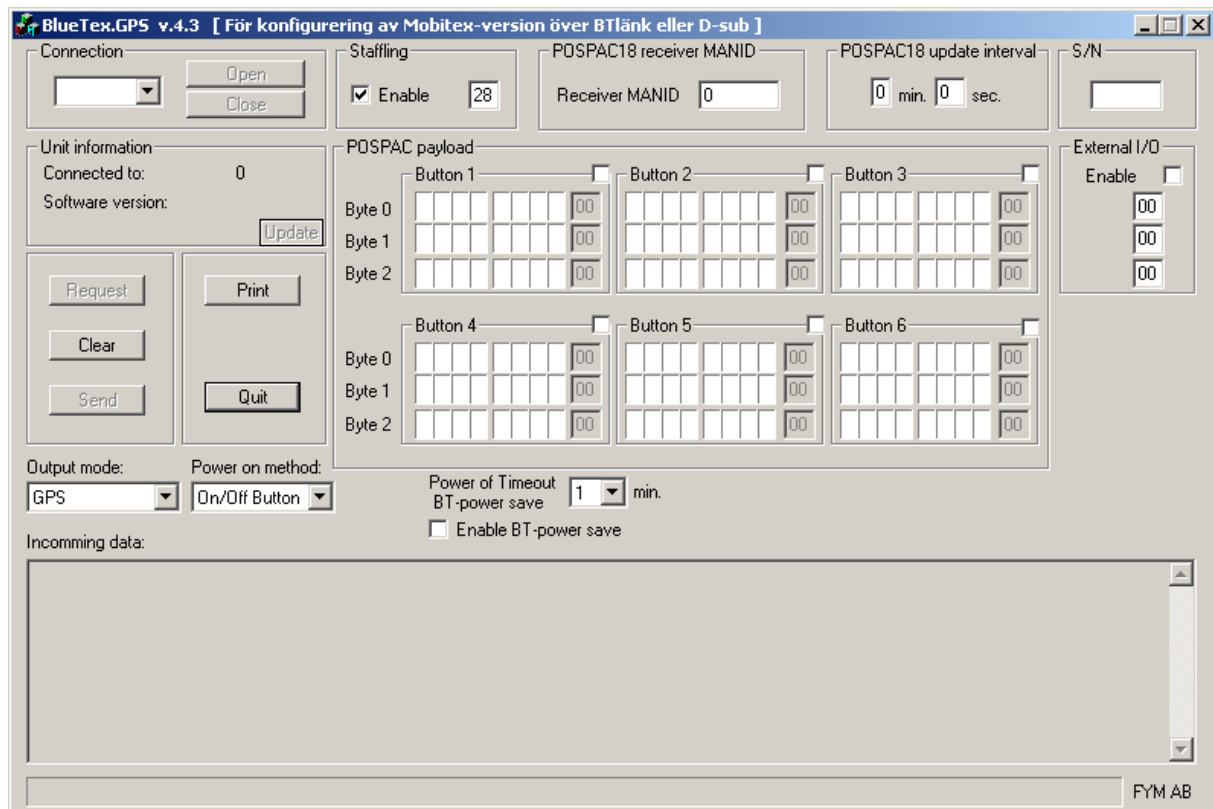 BlueTex.GPS v.4.3 [ För konfigurering av Mobitex-version över BTlänk eller D-sub ]
Connection
Open
Close
Staffling
Enable 28
POSPAC18 receiver MANID
Receiver MANID 0
POSPAC18 update interval
0 min. 0 sec.
S/N
Unit information
Connected to: 0
Software version:
Update
POSPAC payload
Button 1 Button 2 Button 3
Byte 0 00 00 00
Byte 1 00 00 00
Byte 2 00 00 00
Button 4 Button 5 Button 6
Byte 0 00 00 00
Byte 1 00 00 00
Byte 2 00 00 00
External I/O
Enable
00
00
00
Request
Print
Clear
Send
Quit
Output mode:
GPS
Power on method:
On/Off Button
Power of Timeout
BT-power save
1 min.
Enable BT-power save
Incomming data:
FYM AB